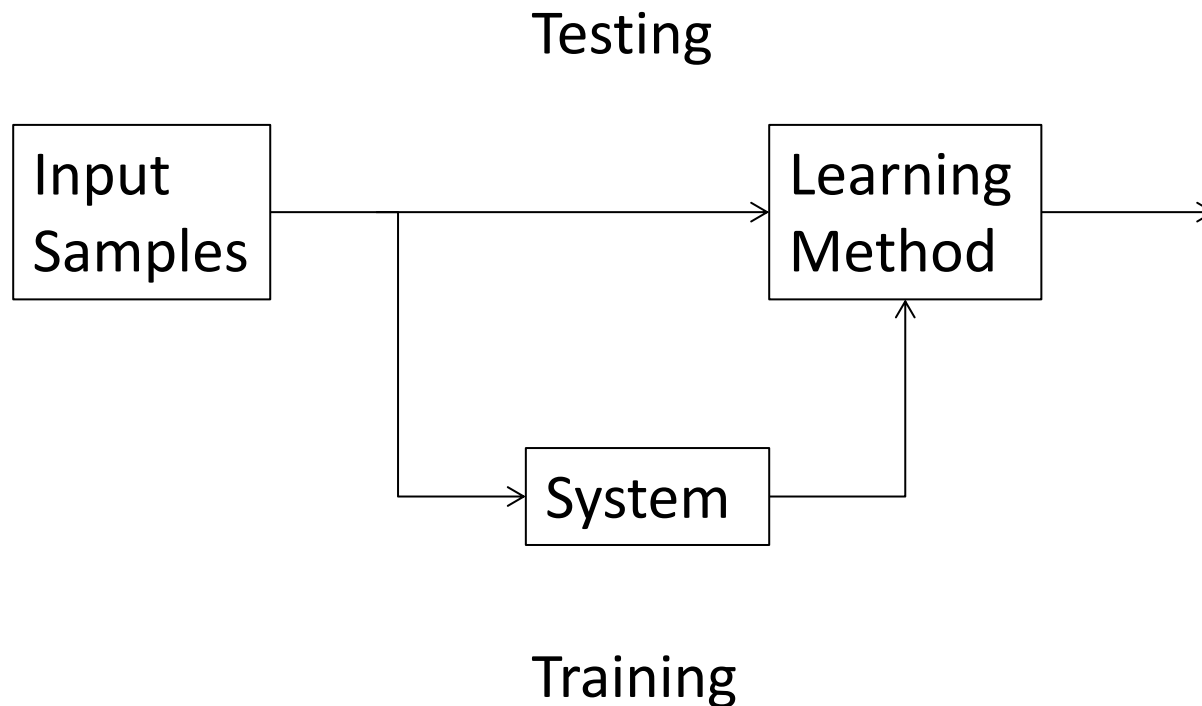 Testing
Input
Samples
Learning
Method
System
Training